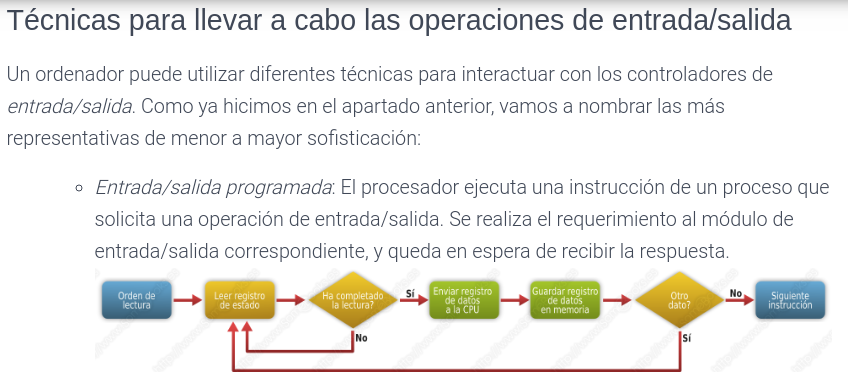 Técnicas para llevar a cabo las operaciones de entrada/salida
Un ordenador puede utilizar diferentes técnicas para interactuar con los controladores de
entrada/salida. Como ya hicimos en el apartado anterior, vamos a nombrar las más
representativas de menor a mayor sofisticación:
Entrada/salida programada: El procesador ejecuta una instrucción de un proceso que
solicita una operación de entrada/salida. Se realiza el requerimiento al módulo de
entrada/salida correspondiente, y queda en espera de recibir la respuesta.
Orden de
lectura
Leer registro
de estado
Ha completado
la lectura?
Sí
Enviar registro
de datos
a la CPU
Guardar registro
de datos
en memoria
Otro
dato?
No
Siguiente
instrucción
No
Sí